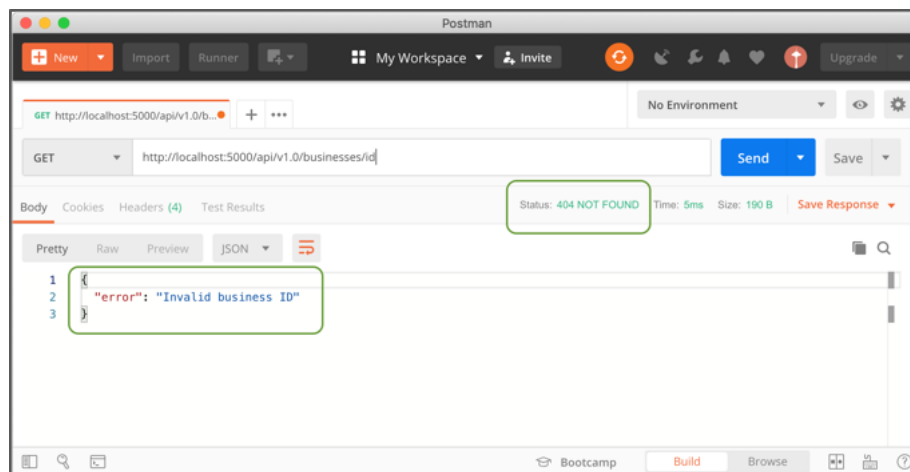 Postman
New Import Runner My Workspace Invite Upgrade
GET http://localhost:5000/api/v1.0/b... No Environment
GET http://localhost:5000/api/v1.0/businesses/id Send Save
Body Cookies Headers (4) Test Results Status: 404 NOT FOUND Time: 5ms Size: 190 B Save Response
Pretty Raw Preview JSON
1 {
2 "error": "Invalid business ID"
3 }
Bootcamp Build Browse